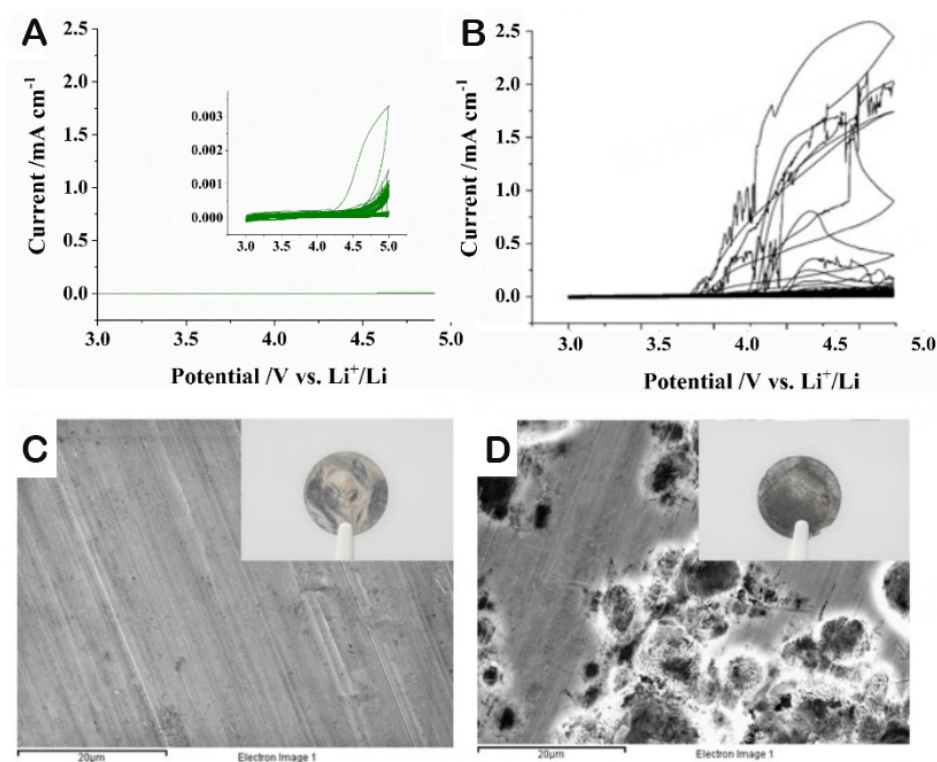 A
2.5
2.0
1.5
1.0
0.5
0.0
Current /mA cm⁻¹
0.003
0.002
0.001
0.000
3.0 3.5 4.0 4.5 5.0
3.0 3.5 4.0 4.5 5.0
Potential /V vs. Li⁺/Li
B
2.5
2.0
1.5
1.0
0.5
0.0
Current /mA cm⁻¹
3.0 4.0 4.0 5.0
Potential /V vs. Li⁺/Li
C
20µm
Electron Image 1
D
20µm
Electron Image 1